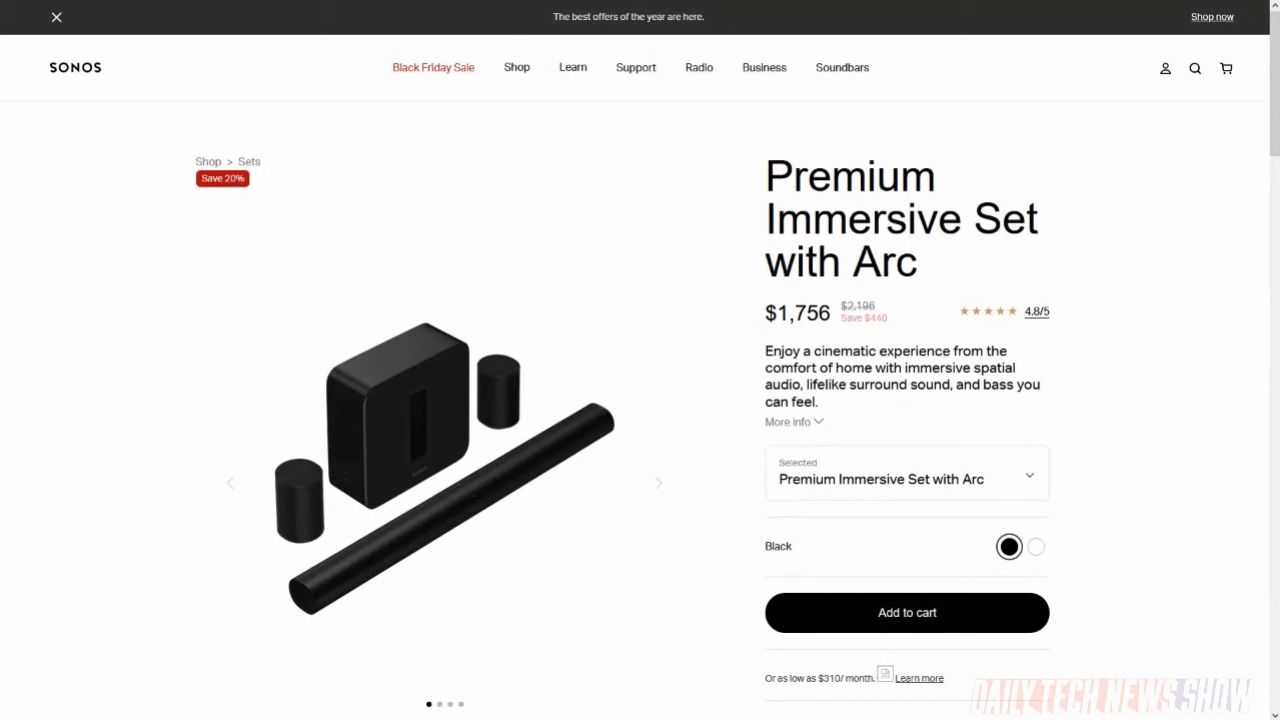 The best offers of the year are here.
Shop now
SONOS
Black Friday Sale
Shop
Learn
Support
Radio
Business
Soundbars
Shop > Sets
Save 20%
Premium
Immersive Set
with Arc
$1,756
$2,196
Save $440
4.8/5
Enjoy a cinematic experience from the
comfort of home with immersive spatial
audio, lifelike surround sound, and bass you
can feel.
More info
Selected
Premium Immersive Set with Arc
Black
Add to cart
Or as low as $310/ month.
Learn more
DAILY TECH NEWS SHOW